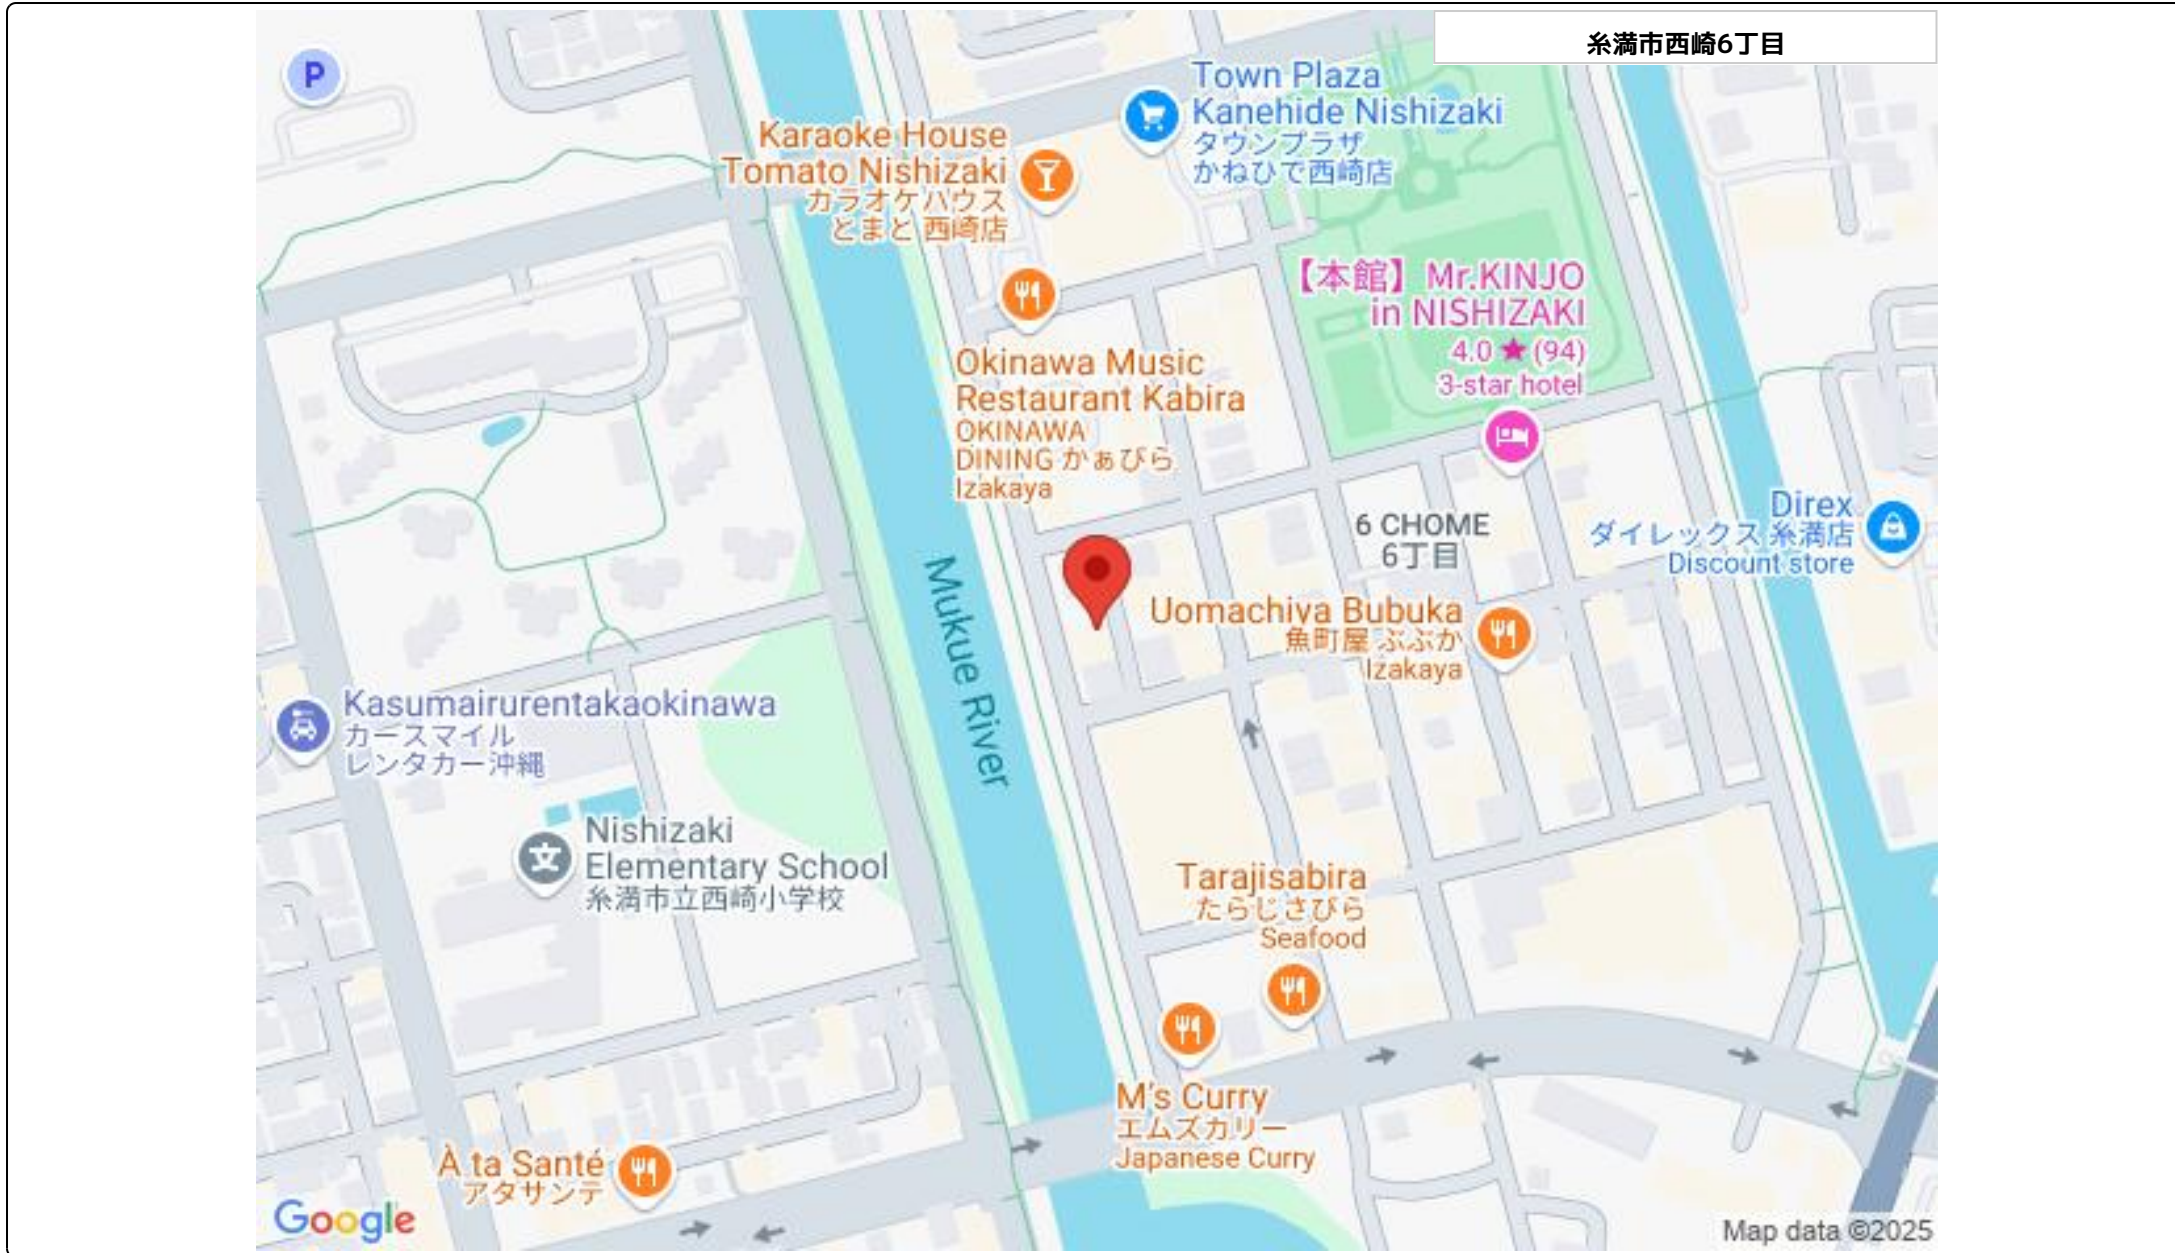 糸満市西崎6丁目
P
Town Plaza
Kanehide Nishizaki
タウンプラザ
かねひで西崎店
Karaoke House
Tomato Nishizaki
カラオケハウス
とまと 西崎店
【本館】Mr.KINJO
in NISHIZAKI
4.0 ★ (94)
3-star hotel
Okinawa Music
Restaurant Kabira
OKINAWA
DINING かぁびら
Izakaya
6 CHOME
6丁目
Direx
ダイレックス 糸満店
Discount store
Mukue River
Uomachiya Bubuka
魚町屋 ぶぶか
Izakaya
Kasumairurentakaokinawa
カースマイル
レンタカー沖縄
文
Nishizaki
Elementary School
糸満市立西崎小学校
Tarajisabira
たらじさびら
Seafood
M's Curry
エムズカリー
Japanese Curry
À ta Santé
アタサンテ
Google
Map data ©2025